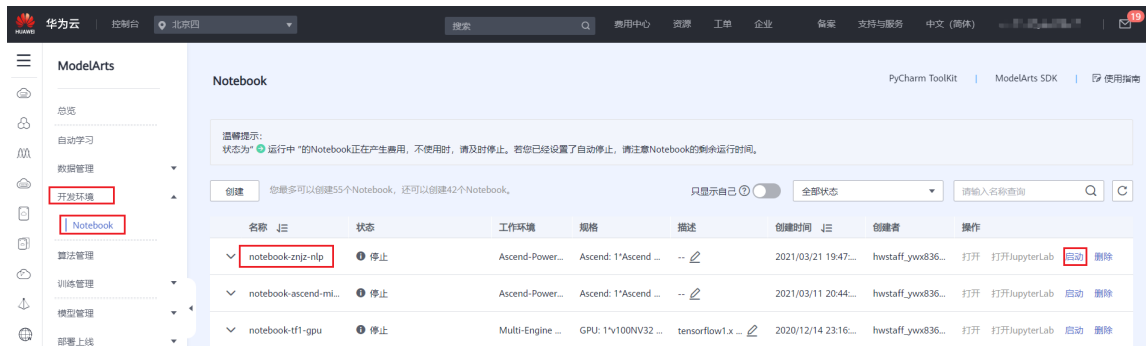 HUAWEI 华为云 控制台 北京四 搜索 费用中心 资源 工单 企业 备案 支持与服务 中文 (简体) 19
ModelArts
Notebook PyCharm ToolKit ModelArts SDK 使用指南
总览
自动学习
温馨提示：
状态为“ 运行中 ”的Notebook正在产生费用，不使用时，请及时停止。若您已经设置了自动停止，请注意Notebook的剩余运行时间。
数据管理
开发环境
创建 您最多可以创建55个Notebook，还可以创建42个Notebook。 只显示自己 全部状态 请输入名称查询
Notebook
名称 状态 工作环境 规格 描述 创建时间 创建者 操作
算法管理
notebook-znjz-nlp 停止 Ascend-Power... Ascend: 1*Ascend ... -- 2021/03/21 19:47:... hwstaff_ywx836... 打开 打开JupyterLab 启动 删除
训练管理
notebook-ascend-mi... 停止 Ascend-Power... Ascend: 1*Ascend ... -- 2021/03/11 20:44:... hwstaff_ywx836... 打开 打开JupyterLab 启动 删除
模型管理
notebook-tf1-gpu 停止 Multi-Engine ... GPU: 1*v100NV32 ... tensorflow1.x ... 2020/12/14 23:16:... hwstaff_ywx836... 打开 打开JupyterLab 启动 删除
部署上线